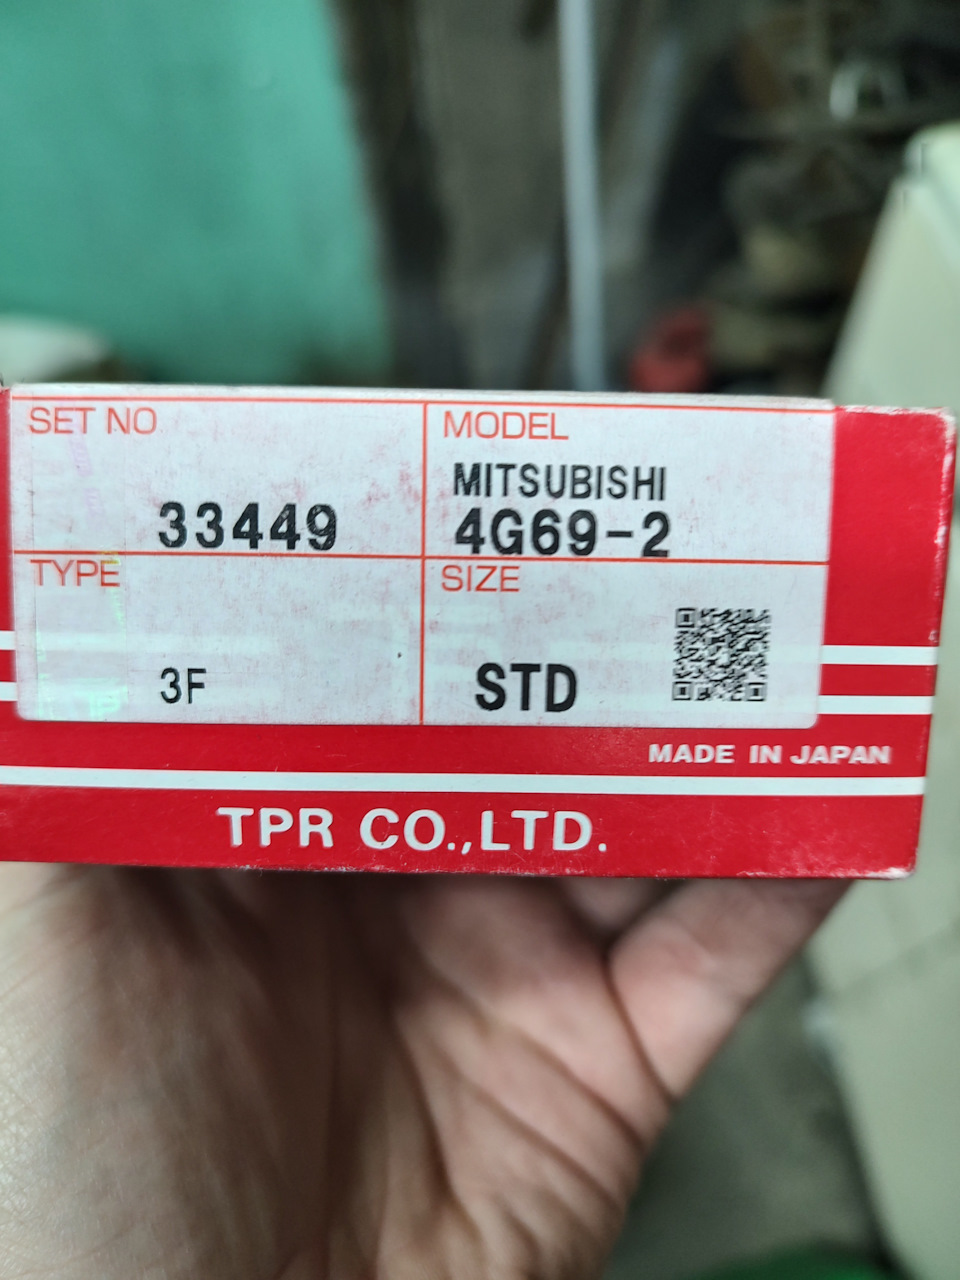 SET NO
33449
MODEL
MITSUBISHI
4G69-2
TYPE
3F
SIZE
STD
MADE IN JAPAN
TPR CO.,LTD.